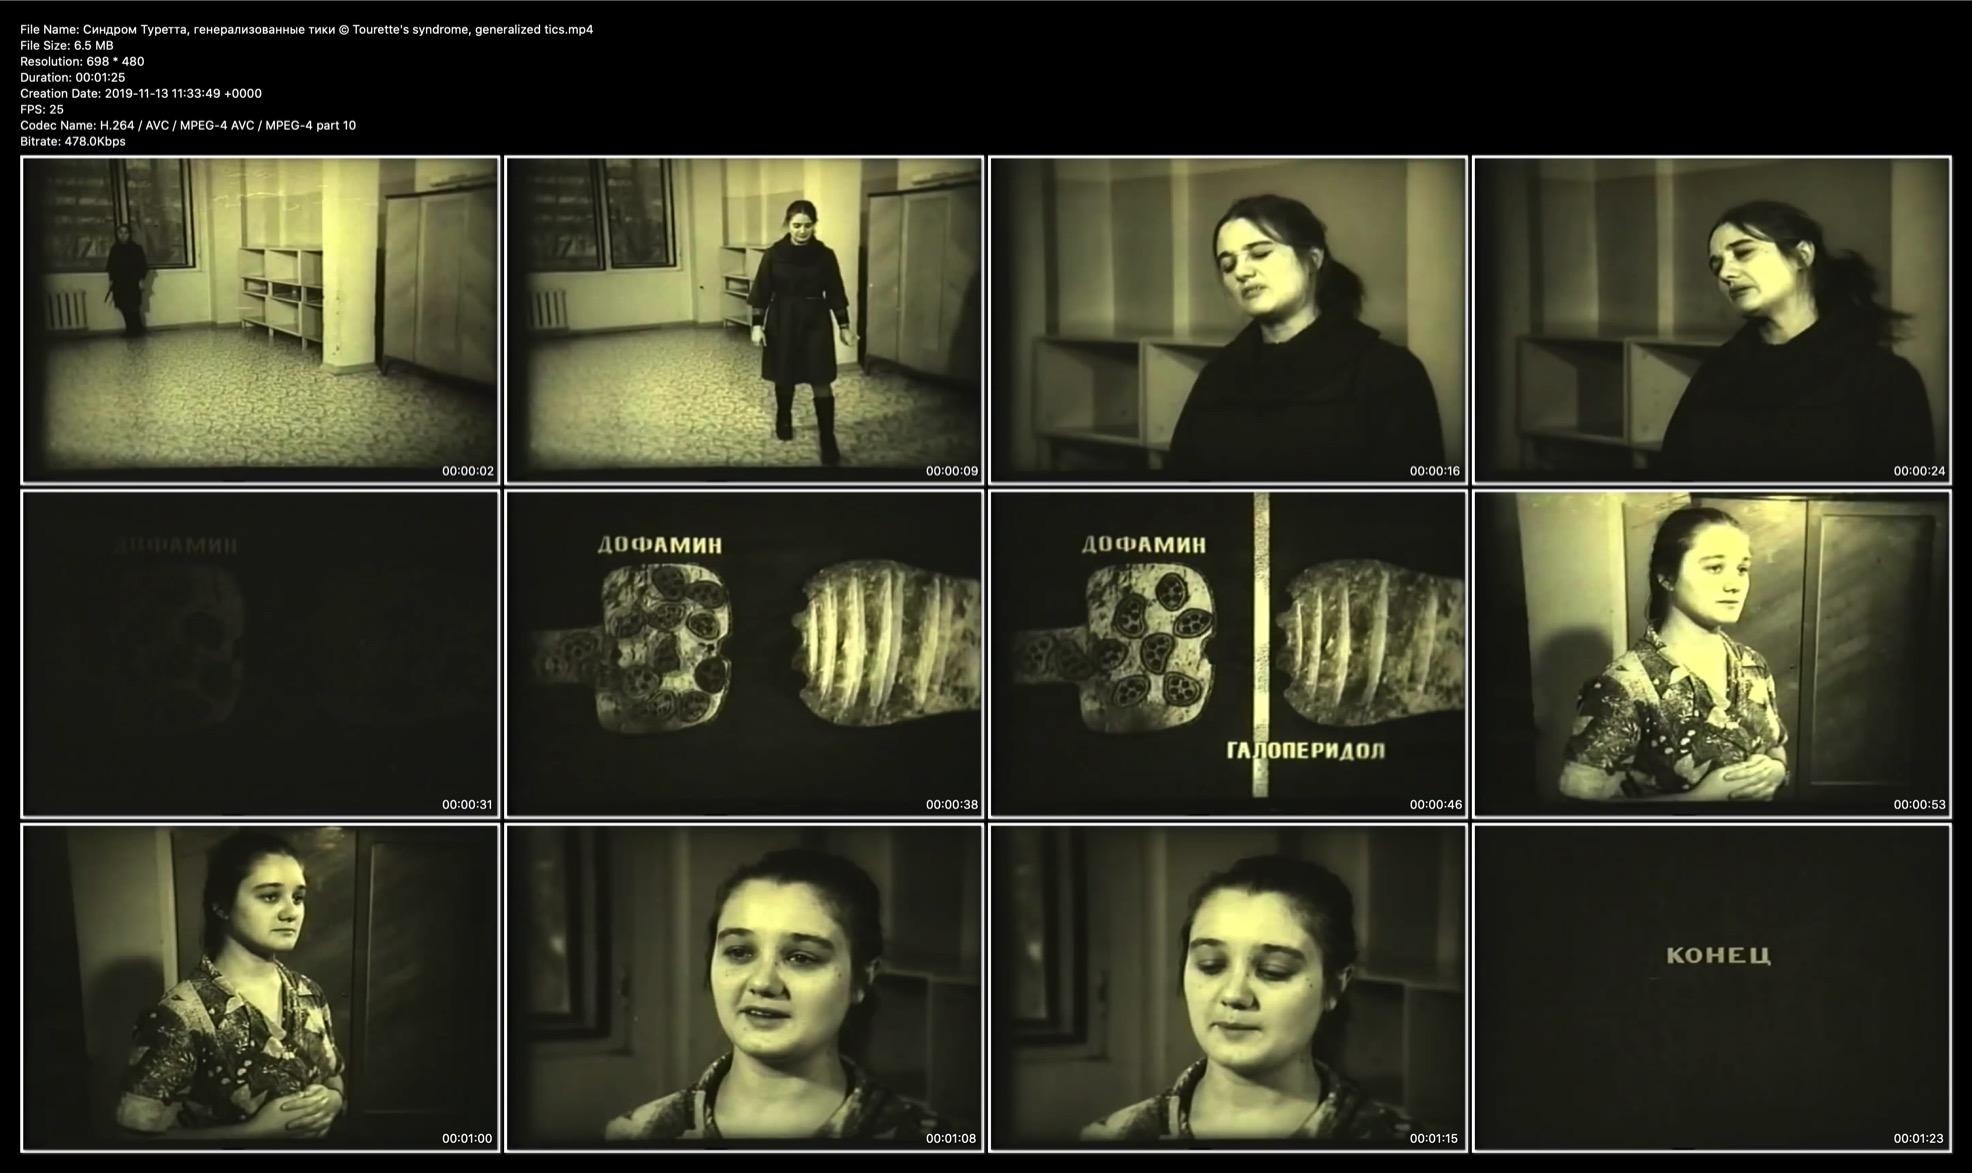 File Name: Синдром Туретта, генерализованные тики © Tourette's syndrome, generalized tics.mp4
File Size: 6.5 MB
Resolution: 698 * 480
Duration: 00:01:25
Creation Date: 2019-11-13 11:33:49 +0000
FPS: 25
Codec Name: H.264 / AVC / MPEG-4 AVC / MPEG-4 part 10
Bitrate: 478.0Kbps
00:00:02
00:00:09
00:00:16
00:00:24
ДОФАМИН
00:00:31
ДОФАМИН
00:00:38
ДОФАМИН
ГАЛОПЕРИДОЛ
00:00:46
00:00:53
00:01:00
00:01:08
00:01:15
КОНЕЦ
00:01:23